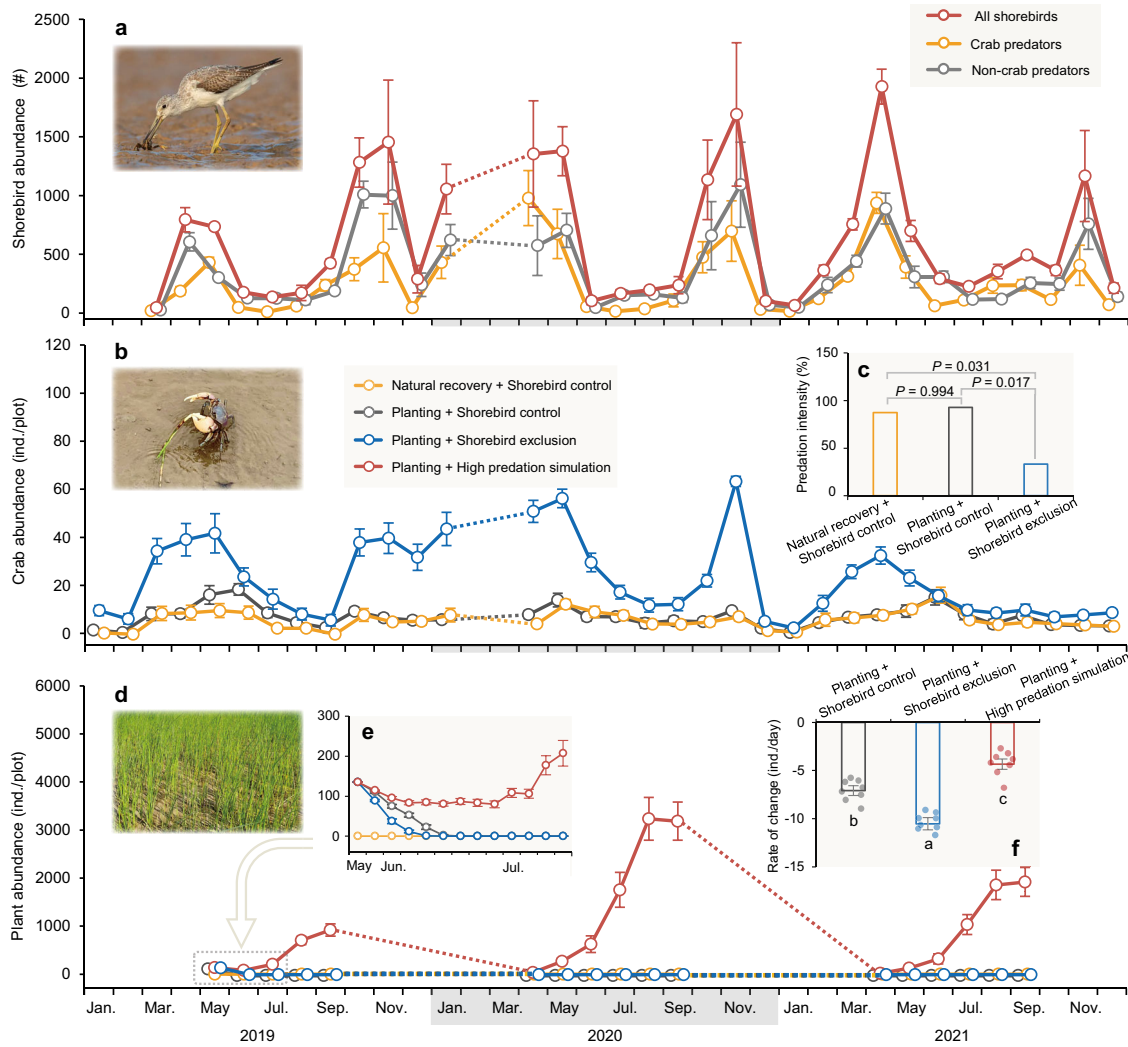 a
Shorebird abundance (#)
2500
2000
1500
1000
500
0
All shorebirds
Crab predators
Non-crab predators
b
Crab abundance (ind./plot)
120
100
80
60
40
20
0
Natural recovery + Shorebird control
Planting + Shorebird control
Planting + Shorebird exclusion
Planting + High predation simulation
c
Predation intensity (%)
150
100
50
0
P = 0.031
P = 0.994
P = 0.017
Natural recovery +
Shorebird control
Planting +
Shorebird control
Planting +
Shorebird exclusion
d
Plant abundance (ind./plot)
6000
5000
4000
3000
2000
1000
0
e
300
200
100
0
May
Jun.
Jul.
Planting +
Shorebird control
Planting +
Shorebird exclusion
Planting +
High predation simulation
Rate of change (ind./day)
0
-5
-10
-15
b
a
c
f
Jan. Mar. May Jul. Sep. Nov. Jan. Mar. May Jul. Sep. Nov. Jan. Mar. May Jul. Sep. Nov.
2019 2020 2021